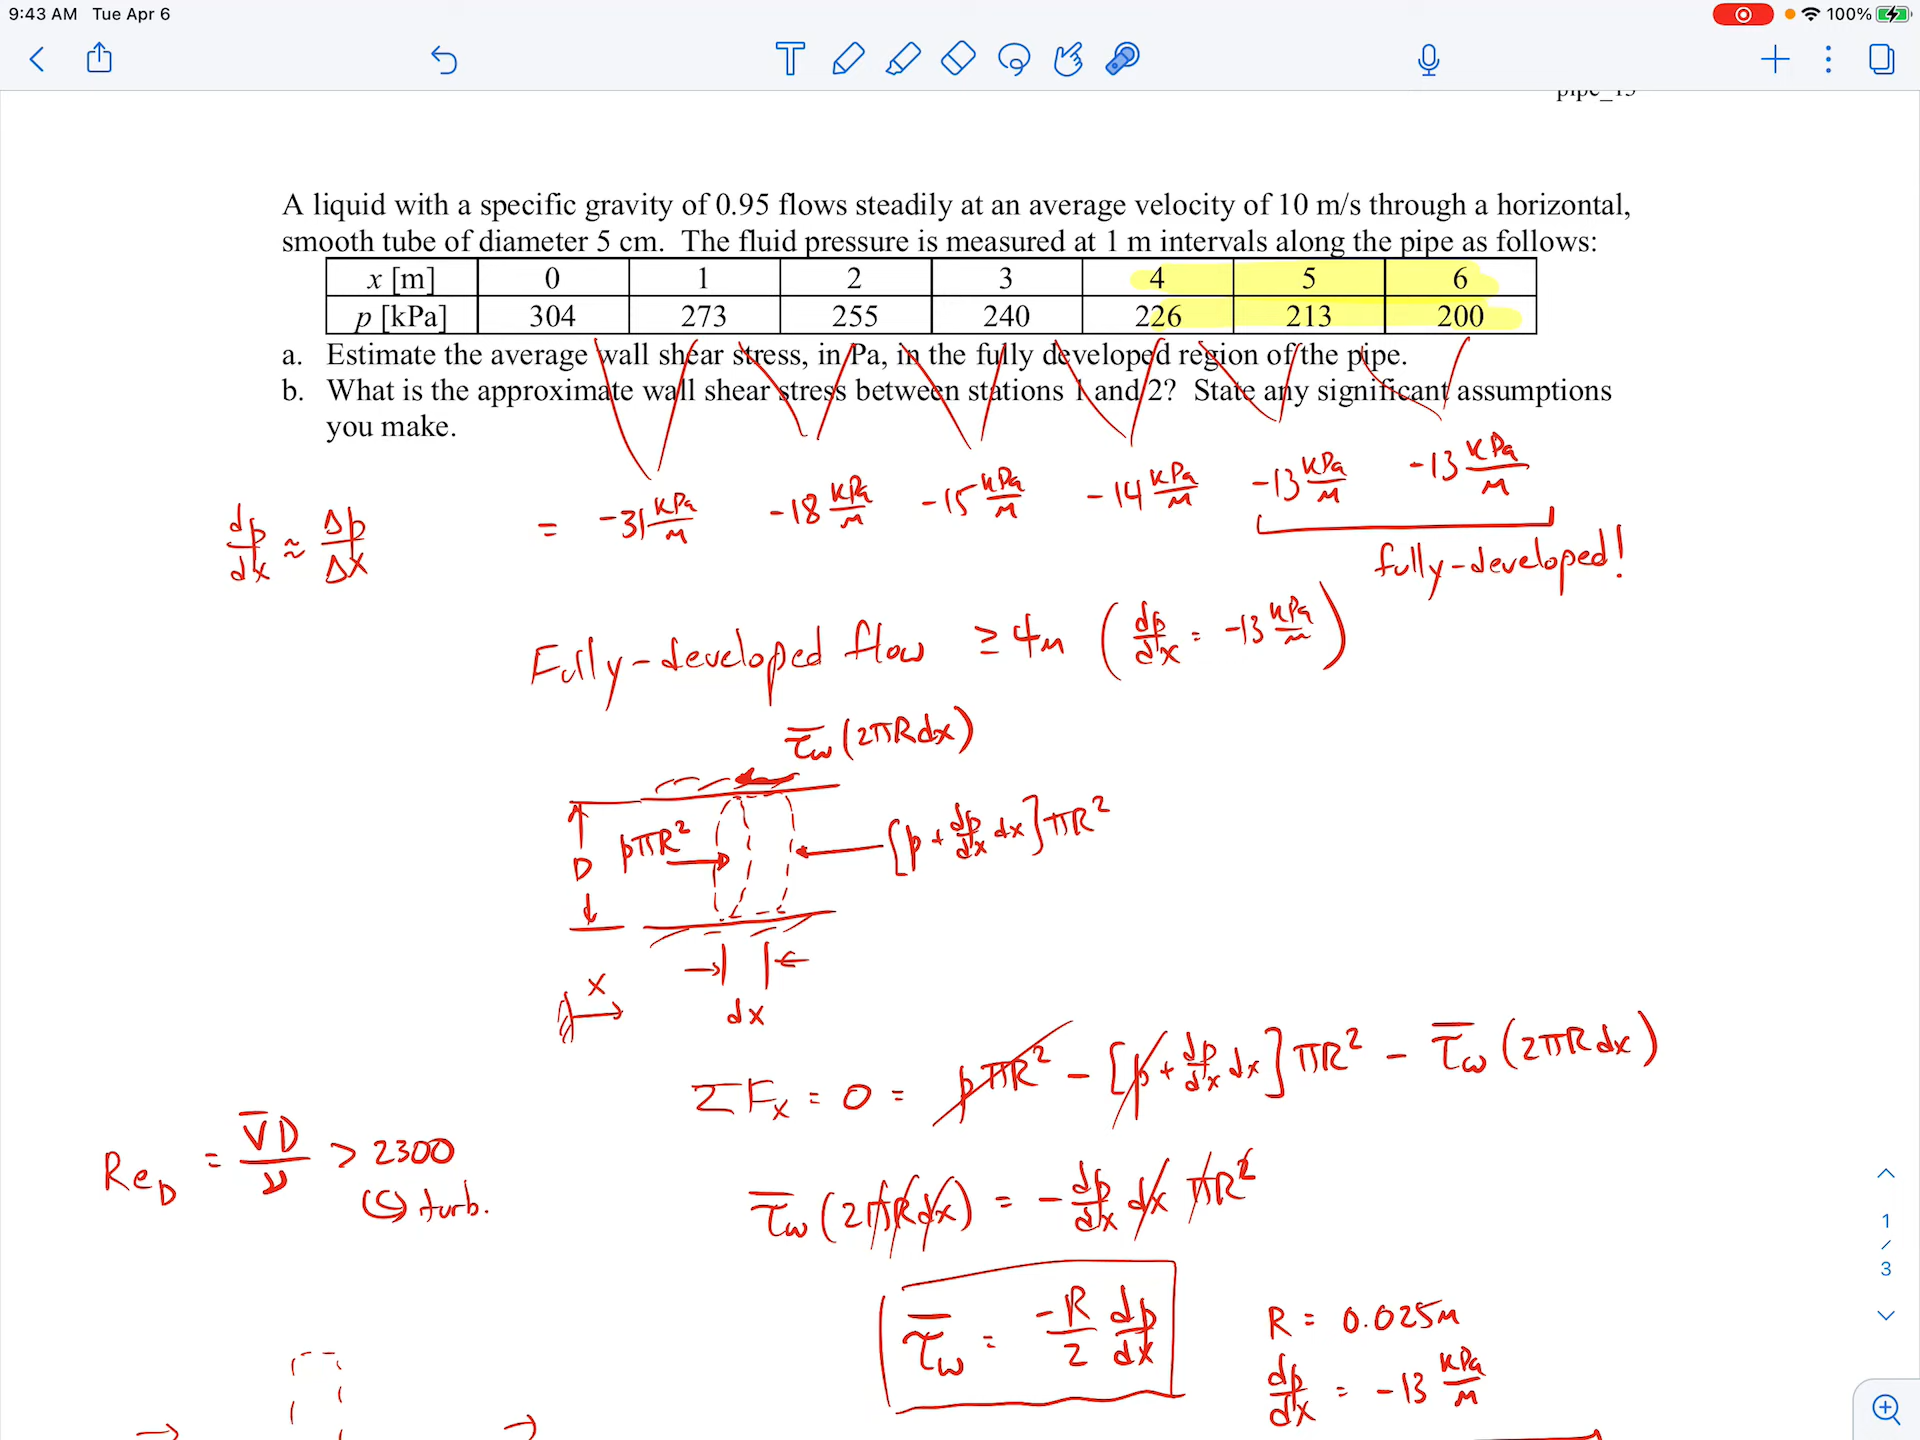 9:43 AM Tue Apr 6
100%
T
pipe_13
A liquid with a specific gravity of 0.95 flows steadily at an average velocity of 10 m/s through a horizontal,
smooth tube of diameter 5 cm. The fluid pressure is measured at 1 m intervals along the pipe as follows:
x [m] 0 1 2 3 4 5 6
p [kPa] 304 273 255 240 226 213 200
a. Estimate the average wall shear stress, in Pa, in the fully developed region of the pipe.
b. What is the approximate wall shear stress between stations 1 and 2? State any significant assumptions
you make.
dp/dx ≈ Δp/Δx = -31 kPa/m -18 kPa/m -15 kPa/m -14 kPa/m -13 kPa/m -13 kPa/m
fully-developed!
Fully-developed flow ≥ 4m (dp/dx = -13 kPa/m)
τ̄w (2πRdx)
D pπR² [p + dp/dx dx]πR²
x
dx
ΣFx = 0 = pπR² - [p + dp/dx dx]πR² - τ̄w (2πRdx)
ReD = V̄D/ν > 2300
turb.
τ̄w (2πRdx) = -dp/dx dx πR²
τ̄w = -R/2 dp/dx
R = 0.025m
dp/dx = -13 kPa/m
1
/
3